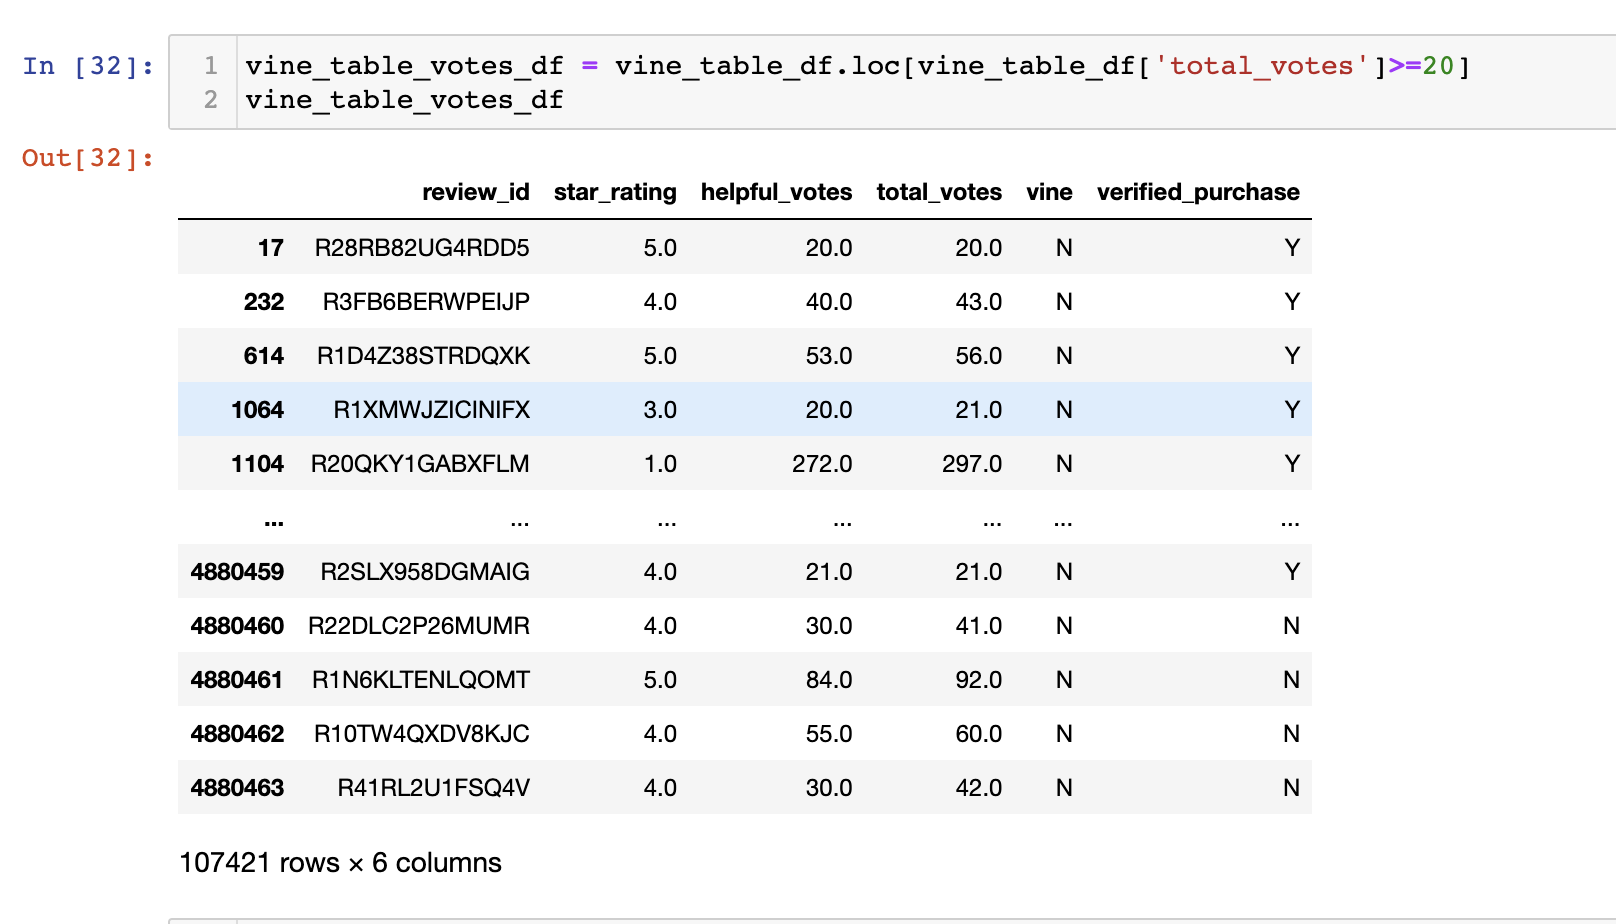 In [32]:
1 vine_table_votes_df = vine_table_df.loc[vine_table_df['total_votes']>=20]
2 vine_table_votes_df
Out[32]:
review_id star_rating helpful_votes total_votes vine verified_purchase
17 R28RB82UG4RDD5 5.0 20.0 20.0 N Y
232 R3FB6BERWPEIJP 4.0 40.0 43.0 N Y
614 R1D4Z38STRDQXK 5.0 53.0 56.0 N Y
1064 R1XMWJZICINIFX 3.0 20.0 21.0 N Y
1104 R20QKY1GABXFLM 1.0 272.0 297.0 N Y
... ... ... ... ... ... ...
4880459 R2SLX958DGMAIG 4.0 21.0 21.0 N Y
4880460 R22DLC2P26MUMR 4.0 30.0 41.0 N N
4880461 R1N6KLTENLQOMT 5.0 84.0 92.0 N N
4880462 R10TW4QXDV8KJC 4.0 55.0 60.0 N N
4880463 R41RL2U1FSQ4V 4.0 30.0 42.0 N N
107421 rows × 6 columns